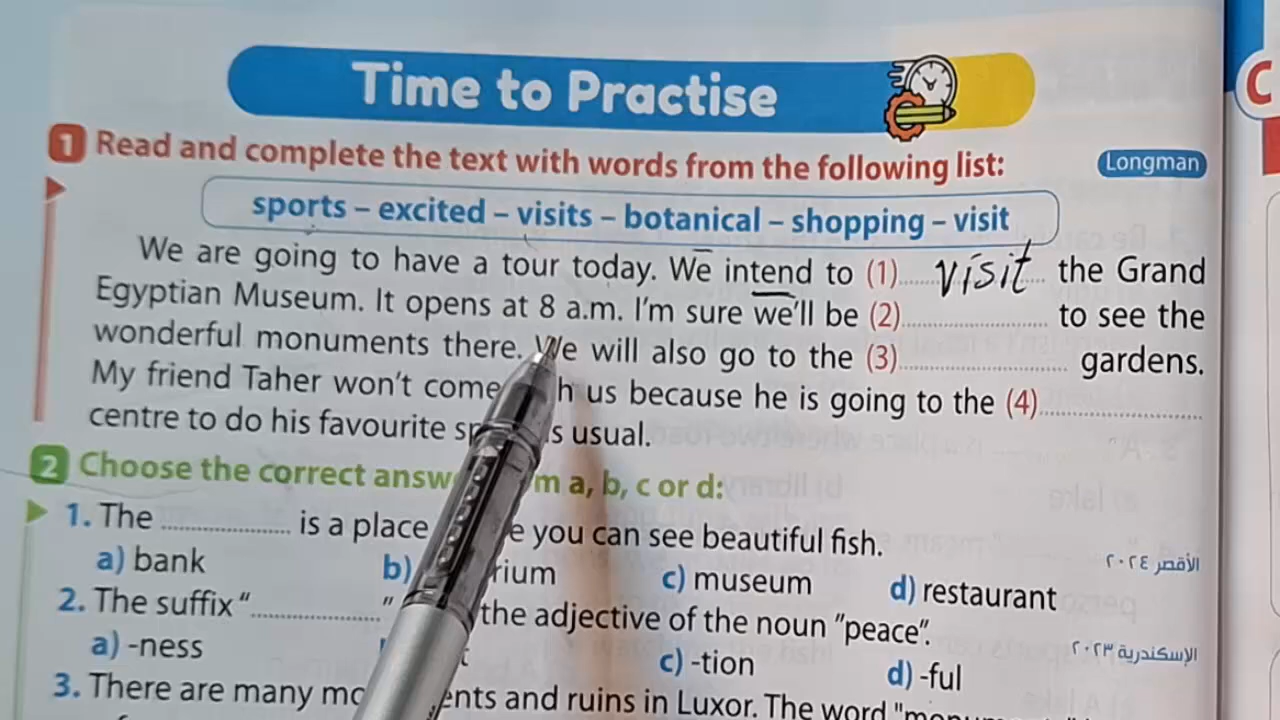 Time to Practise
1 Read and complete the text with words from the following list:
Longman
sports – excited – visits – botanical – shopping – visit
We are going to have a tour today. We intend to (1) visit the Grand
Egyptian Museum. It opens at 8 a.m. I'm sure we'll be (2) .................... to see the
wonderful monuments there. We will also go to the (3) .................... gardens.
My friend Taher won't come us because he is going to the (4) ....................
centre to do his favourite usual.
2 Choose the correct a, b, c or d:
1. The .................... is a place you can see beautiful fish.
الأقصر ٢٠٢٤
a) bank b) c) museum d) restaurant
2. The suffix " .................... " the adjective of the noun "peace".
الإسكندرية ٢٠٢٣
a) -ness c) -tion d) -ful
3. There are many and ruins in Luxor. The word
C